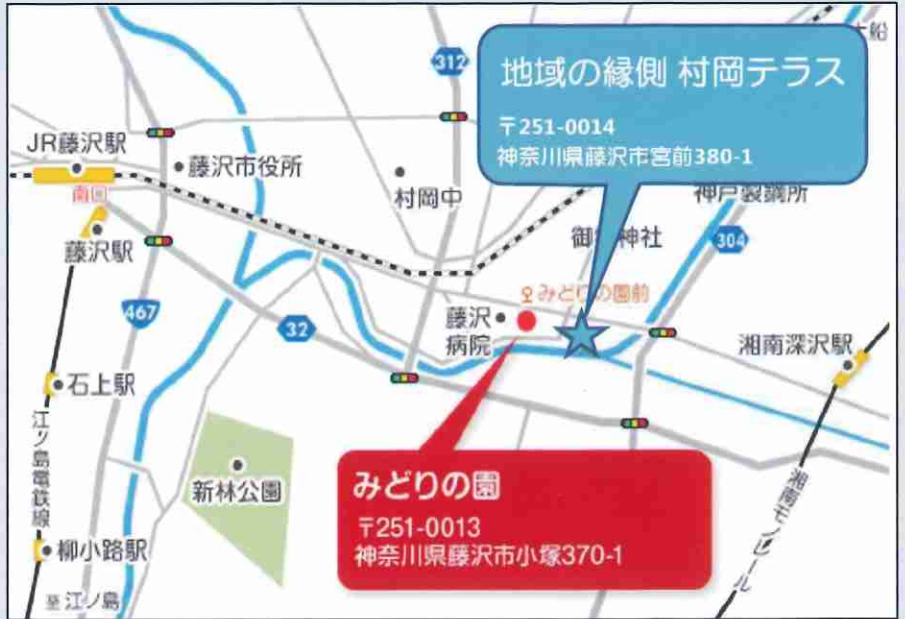 大船
312
地域の縁側 村岡テラス
〒251-0014
神奈川県藤沢市宮前380-1
JR藤沢駅
藤沢市役所
南口
村岡中
神戸製鋼所
藤沢駅
御霊神社
304
みどりの園前
467
32
藤沢
病院
湘南深沢駅
石上駅
江ノ島電鉄線
新林公園
みどりの園
〒251-0013
神奈川県藤沢市小塚370-1
湘南モノレール
柳小路駅
至 江ノ島